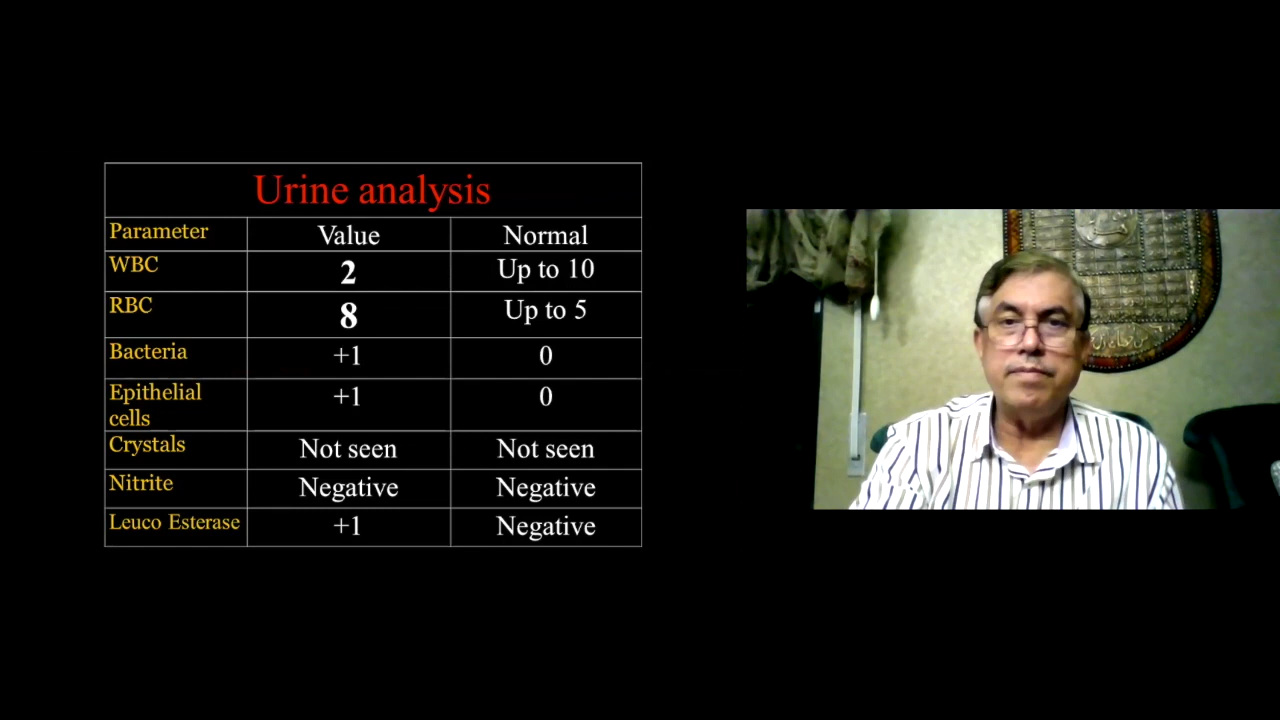 Urine analysis
Parameter Value Normal
WBC 2 Up to 10
RBC 8 Up to 5
Bacteria +1 0
Epithelial cells +1 0
Crystals Not seen Not seen
Nitrite Negative Negative
Leuco Esterase +1 Negative